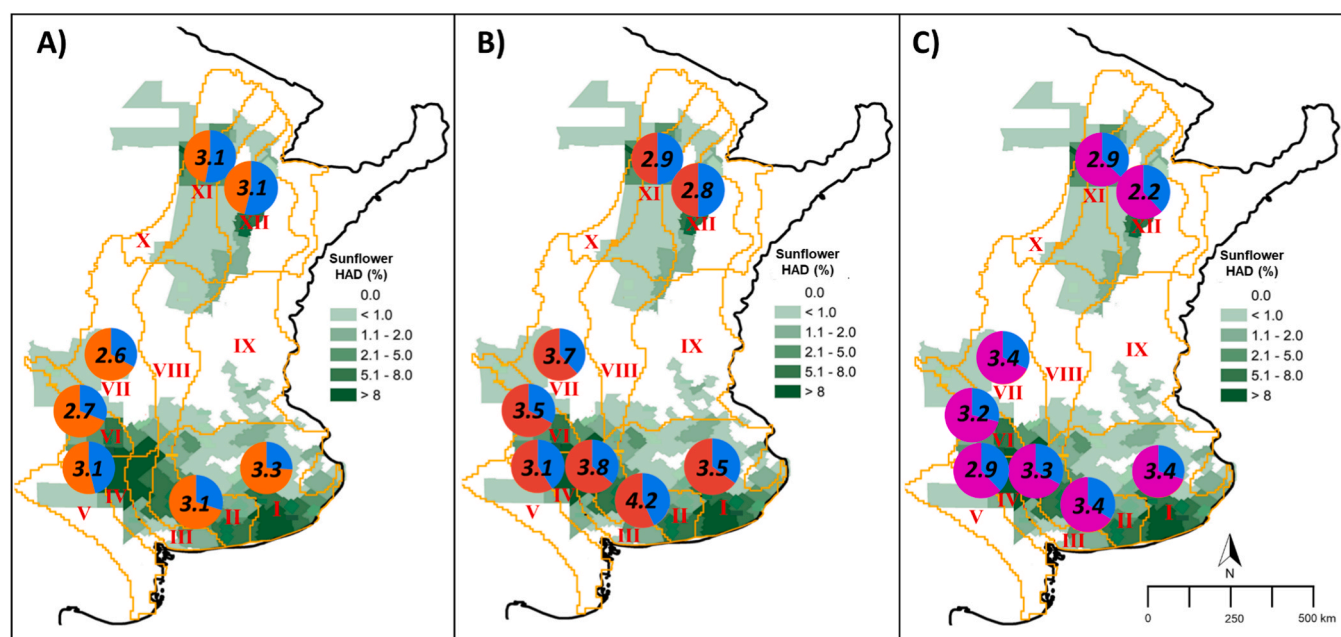 A)
3.1
3.1
XI
XII
X
Sunflower
HAD (%)
0.0
< 1.0
1.1 - 2.0
2.1 - 5.0
5.1 - 8.0
> 8
IX
2.6
VIII
VII
2.7
VI
3.1
3.3
IV
3.1
V
II
I
III
B)
2.9
2.8
XI
XII
X
Sunflower
HAD (%)
0.0
< 1.0
1.1 - 2.0
2.1 - 5.0
5.1 - 8.0
> 8
IX
3.7
VIII
VII
3.5
VI
3.1
3.8
3.5
IV
4.2
V
II
I
III
C)
2.9
2.2
XI
XII
X
Sunflower
HAD (%)
0.0
< 1.0
1.1 - 2.0
2.1 - 5.0
5.1 - 8.0
> 8
IX
3.4
VIII
VII
3.2
VI
2.9
3.3
3.4
IV
3.4
V
II
I
III
N
0 250 500 km